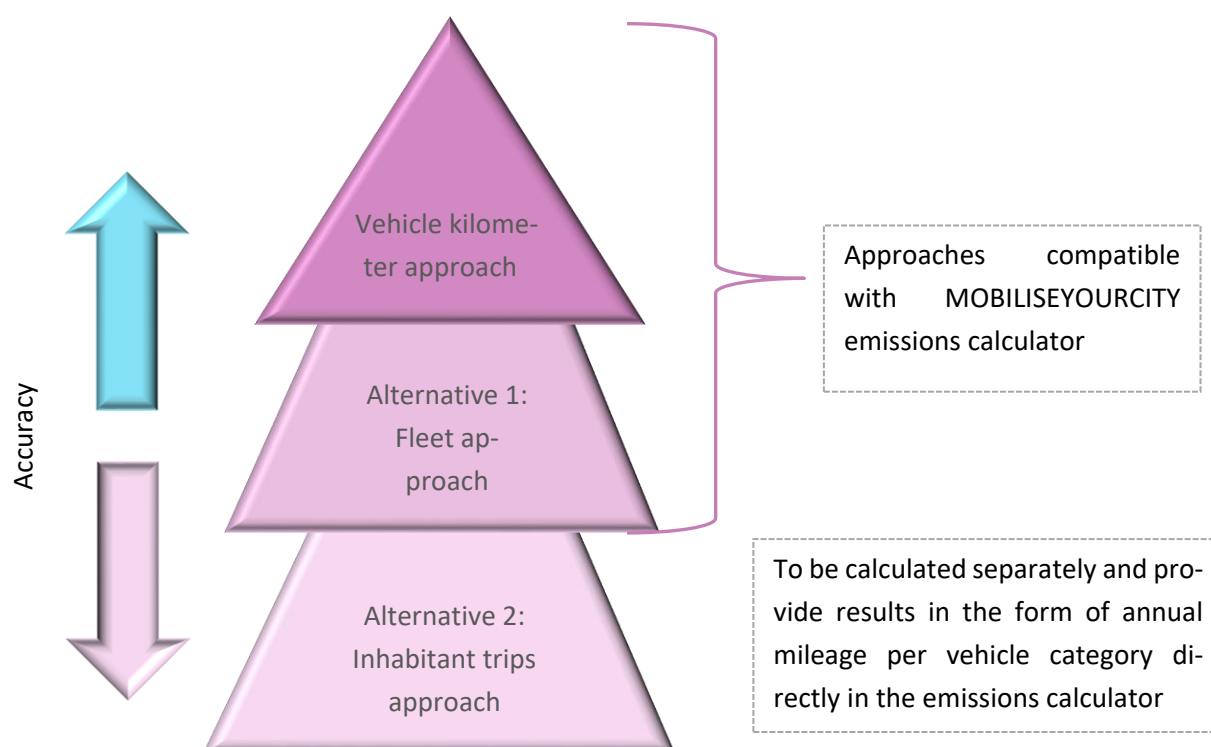 Accuracy
Vehicle kilome-
ter approach
Alternative 1:
Fleet ap-
proach
Alternative 2:
Inhabitant trips
approach
Approaches compatible
with MOBILISEYOURCITY
emissions calculator
To be calculated separately and pro-
vide results in the form of annual
mileage per vehicle category di-
rectly in the emissions calculator